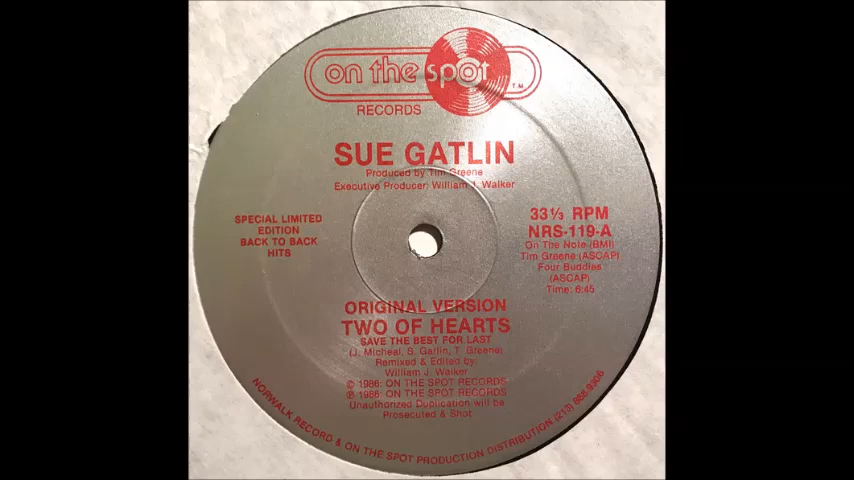 on the spot
T.M.
RECORDS
SUE GATLIN
Produced by Tim Greene
Executive Producer: William J. Walker
SPECIAL LIMITED
EDITION
BACK TO BACK
HITS
33⅓ RPM
NRS-119-A
On The Note (BMI)
Tim Greene (ASCAP)
Four Buddies
(ASCAP)
Time: 6:45
ORIGINAL VERSION
TWO OF HEARTS
SAVE THE BEST FOR LAST
(J. Micheal, S. Gatlin, T. Greene)
Remixed & Edited by:
William J. Walker
© 1986: ON THE SPOT RECORDS
℗ 1986: ON THE SPOT RECORDS
Unauthorized Duplication will be
Prosecuted & Shot
NORWALK RECORD & ON THE SPOT PRODUCTION DISTRIBUTION (213)